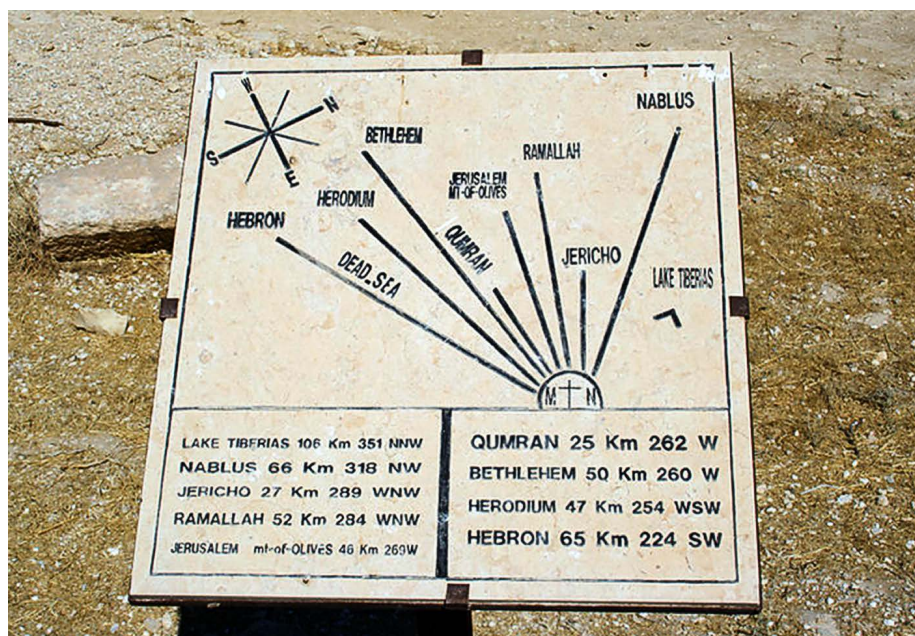 W
N
S
E
NABLUS
BETHLEHEM
RAMALLAH
JERUSALEM
MT-OF-OLIVES
HERODIUM
HEBRON
QUMRAN
JERICHO
DEAD-SEA
LAKE TIBERIAS
M N
LAKE TIBERIAS 106 Km 351 NNW
NABLUS 66 Km 318 NW
JERICHO 27 Km 289 WNW
RAMALLAH 52 Km 284 WNW
JERUSALEM mt-of-OLIVES 46 Km 269W
QUMRAN 25 Km 262 W
BETHLEHEM 50 Km 260 W
HERODIUM 47 Km 254 WSW
HEBRON 65 Km 224 SW